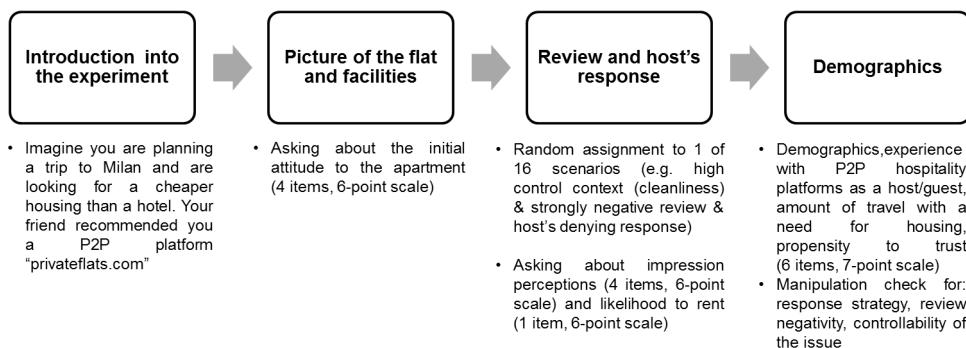 Introduction into
the experiment
Picture of the flat
and facilities
Review and host's
response
Demographics
• Imagine you are planning
a trip to Milan and are
looking for a cheaper
housing than a hotel. Your
friend recommended you
a P2P platform
“privateflats.com”
• Asking about the initial
attitude to the apartment
(4 items, 6-point scale)
• Random assignment to 1 of
16 scenarios (e.g. high
control context (cleanliness)
& strongly negative review &
host's denying response)
• Asking about impression
perceptions (4 items, 6-point
scale) and likelihood to rent
(1 item, 6-point scale)
• Demographics,experience
with P2P hospitality
platforms as a host/guest,
amount of travel with a
need for housing,
propensity to trust
(6 items, 7-point scale)
• Manipulation check for:
response strategy, review
negativity, controllability of
the issue